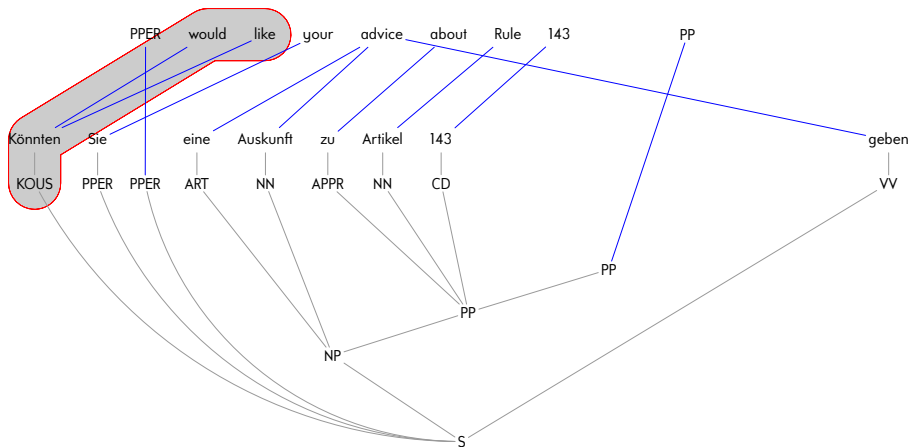 PPER would like your advice about Rule 143 PP
Könnten Sie eine Auskunft zu Artikel 143 geben
KOUS PPER PPER ART NN APPR NN CD VV
PP
PP
NP
S